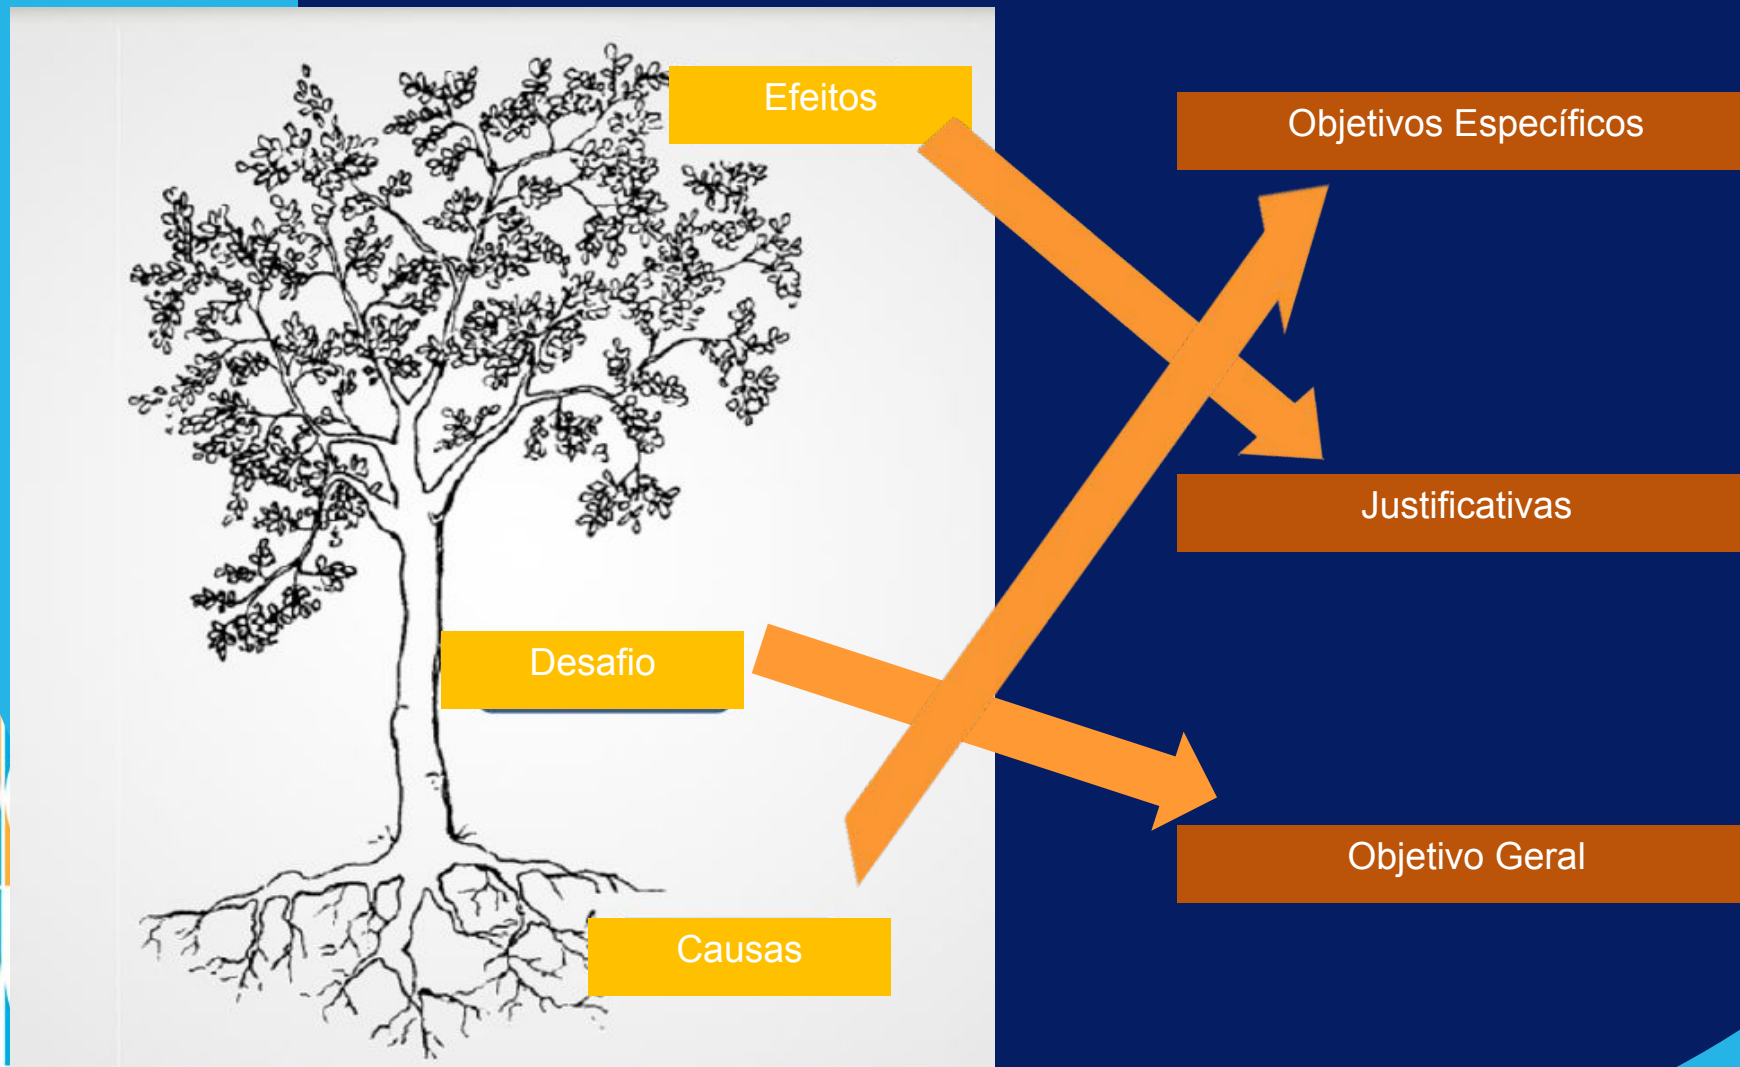 Efeitos
Objetivos Específicos
Justificativas
Desafio
Objetivo Geral
Causas